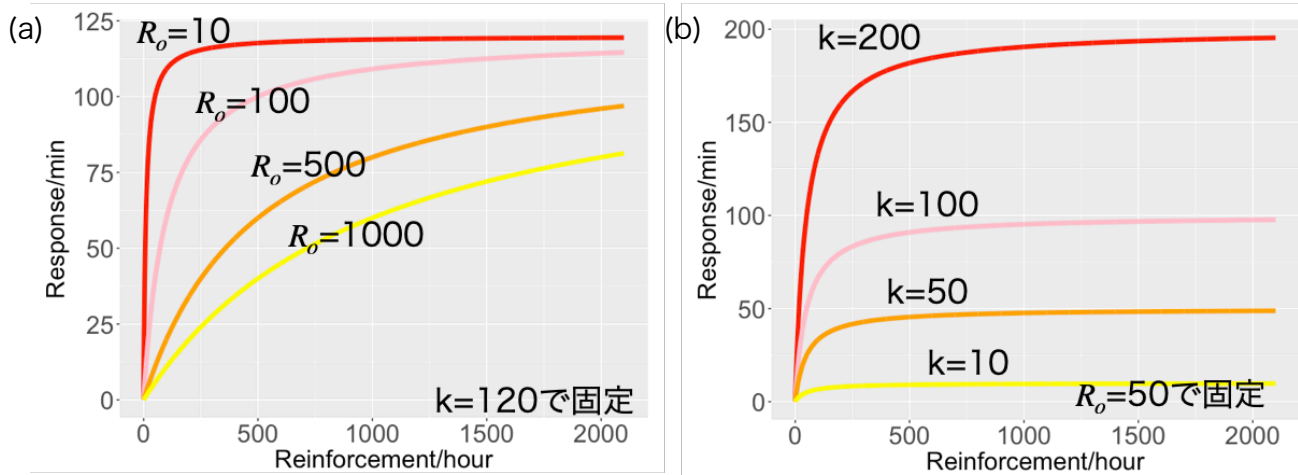 (a)
125
100
75
50
25
0
Response/min
Rₒ=10
Rₒ=100
Rₒ=500
Rₒ=1000
k=120で固定
0 500 1000 1500 2000
Reinforcement/hour
(b)
200
150
100
50
0
Response/min
k=200
k=100
k=50
k=10
Rₒ=50で固定
0 500 1000 1500 2000
Reinforcement/hour